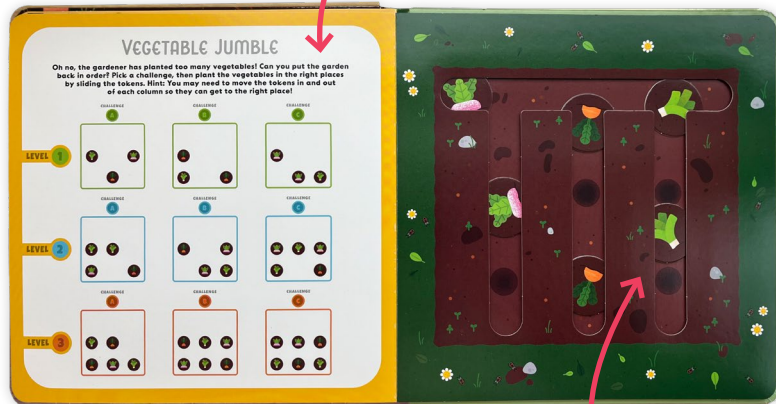 VEGETABLE JUMBLE
Oh no, the gardener has planted too many vegetables! Can you put the garden
back in order? Pick a challenge, then plant the vegetables in the right places
by sliding the tokens. Hint: You may need to move the tokens in and out
of each column so they can get to the right place!
CHALLENGE CHALLENGE CHALLENGE
A B C
LEVEL 1
CHALLENGE CHALLENGE CHALLENGE
A B C
LEVEL 2
CHALLENGE CHALLENGE CHALLENGE
A B C
LEVEL 3